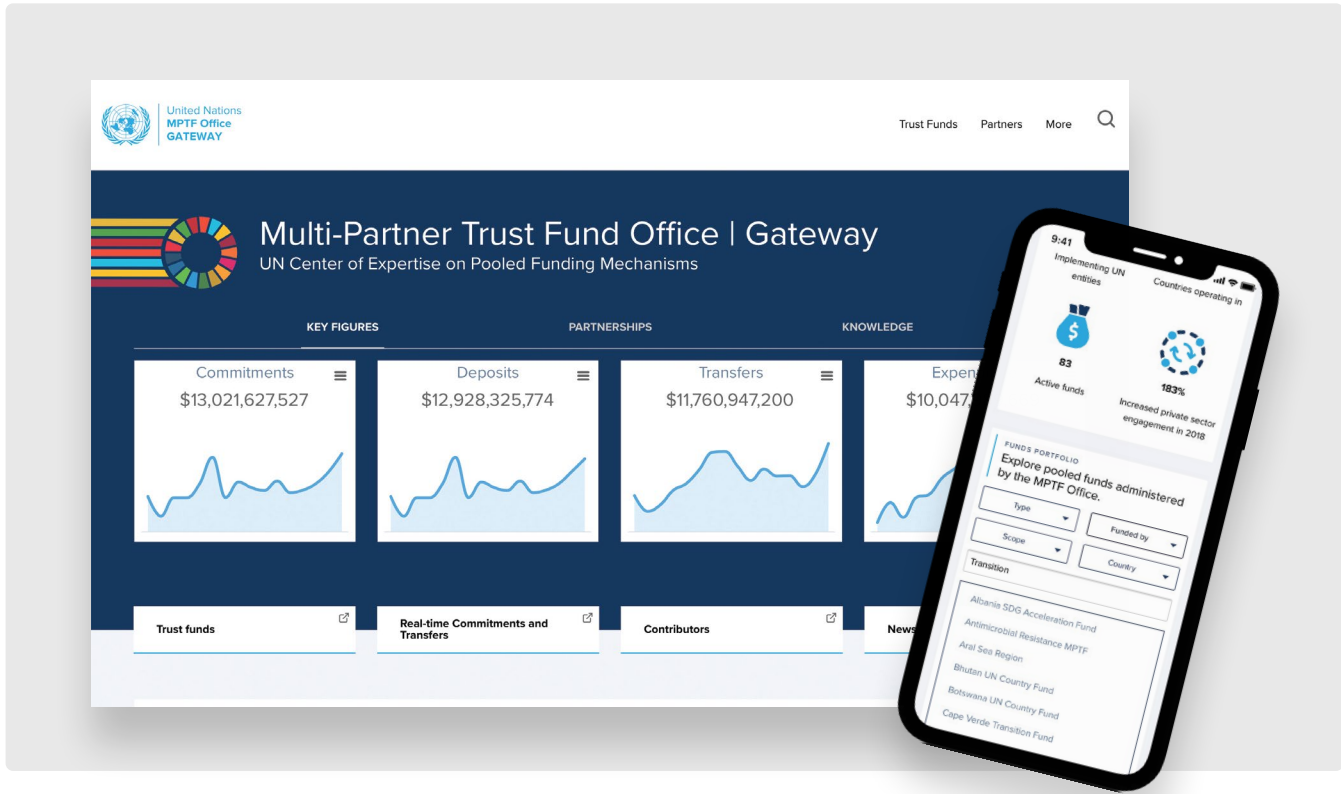 United Nations
MPTF Office
GATEWAY
Trust Funds Partners More
Multi-Partner Trust Fund Office | Gateway
UN Center of Expertise on Pooled Funding Mechanisms
KEY FIGURES PARTNERSHIPS KNOWLEDGE
Commitments
$13,021,627,527
Deposits
$12,928,325,774
Transfers
$11,760,947,200
Expen
$10,047,
Trust funds
Real-time Commitments and
Transfers
Contributors
News
9:41
Implementing UN
entities
Countries operating in
$
83
Active funds
183%
Increased private sector
engagement in 2018
FUNDS PORTFOLIO
Explore pooled funds administered
by the MPTF Office.
Type
Funded by
Scope
Country
Transition
Albania SDG Acceleration Fund
Antimicrobial Resistance MPTF
Aral Sea Region
Bhutan UN Country Fund
Botswana UN Country Fund
Cape Verde Transition Fund